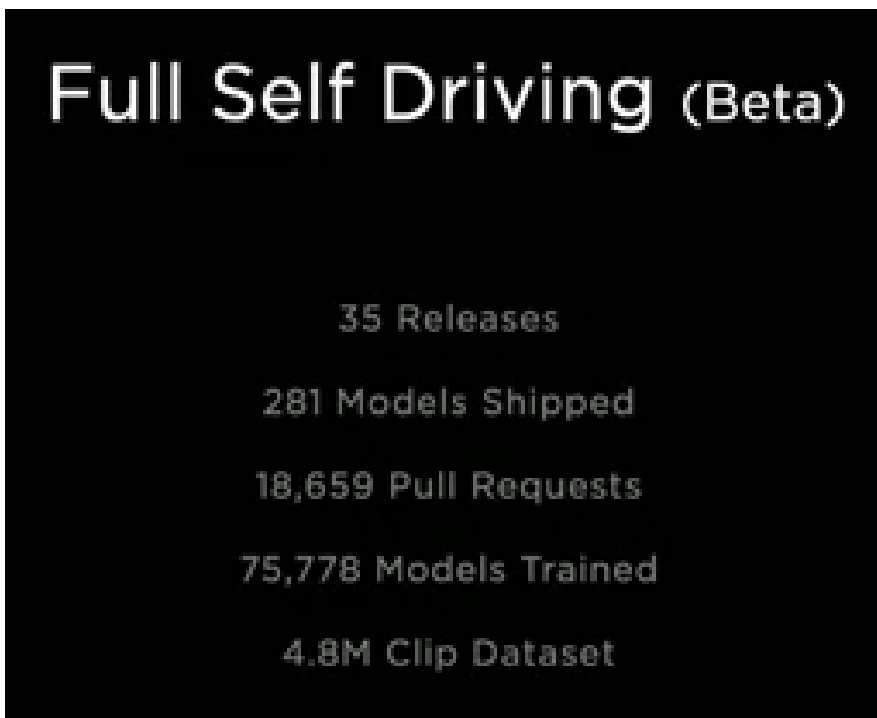 Full Self Driving (Beta)
35 Releases
281 Models Shipped
18,659 Pull Requests
75,778 Models Trained
4.8M Clip Dataset